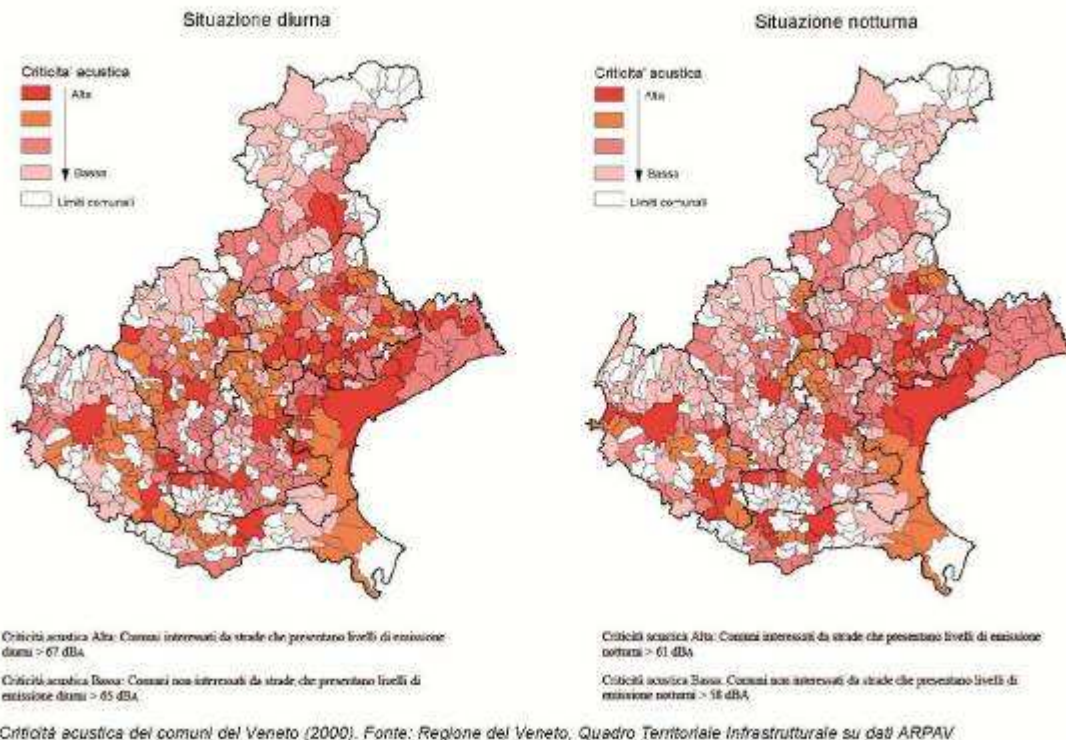 Situazione diurna
Criticita' acustica
Alta
Bassa
Limiti comunali
Criticità acustica Alta: Comuni interessati da strade che presentano livelli di emissione
diurni > 67 dBA
Criticità acustica Bassa: Comuni non interessati da strade che presentano livelli di
emissione diurni > 65 dBA
Situazione notturna
Criticita' acustica
Alta
Bassa
Limiti comunali
Criticità acustica Alta: Comuni interessati da strade che presentano livelli di emissione
notturni > 61 dBA
Criticità acustica Bassa: Comuni non interessati da strade che presentano livelli di
emissione notturni > 58 dBA
Criticità acustica dei comuni del Veneto (2000). Fonte: Regione del Veneto, Quadro Territoriale Infrastrutturale su dati ARPAV